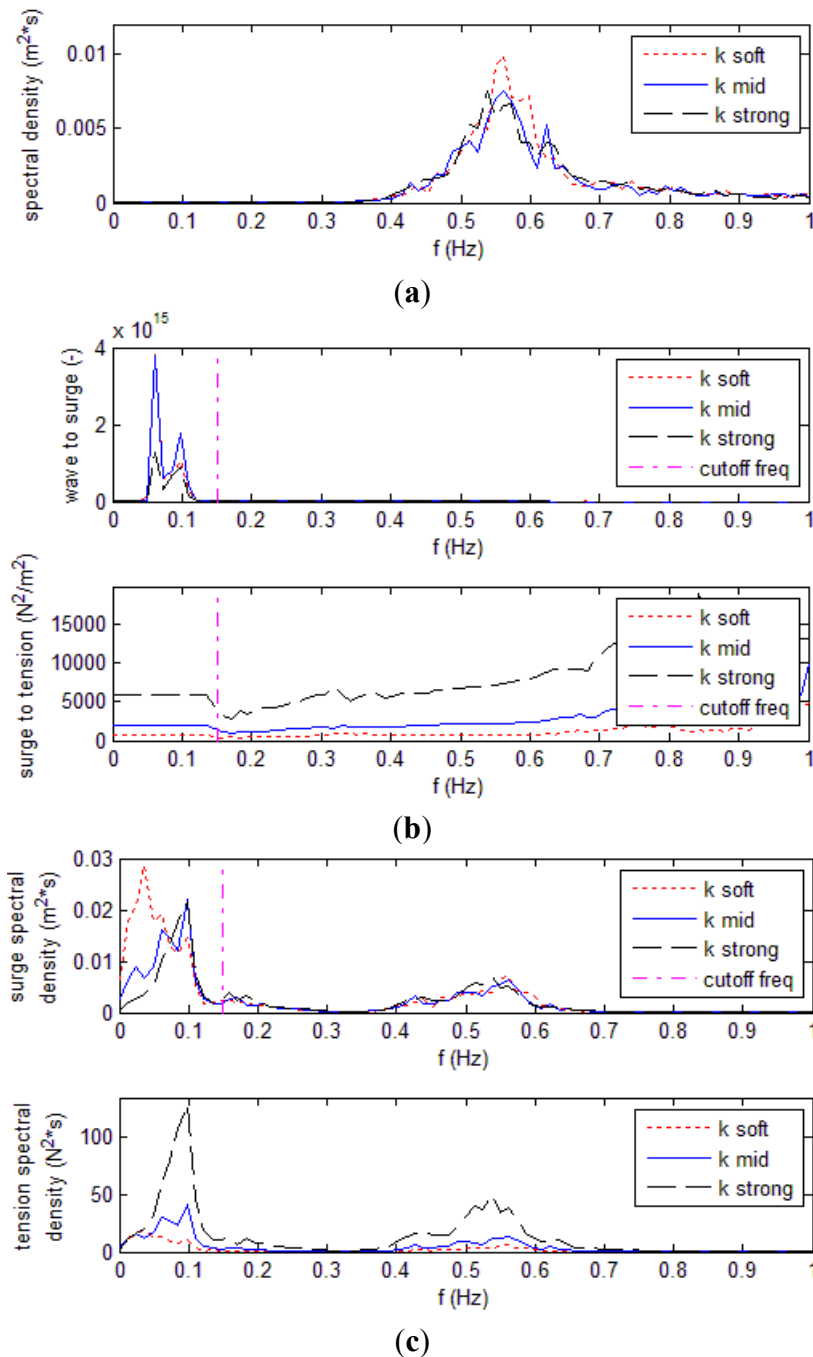 spectral density (m²*s)
0.01
0.005
0
k soft
k mid
k strong
0 0.1 0.2 0.3 0.4 0.5 0.6 0.7 0.8 0.9 1
f (Hz)
(a)
x 10¹⁵
wave to surge (-)
4
2
0
k soft
k mid
k strong
cutoff freq
0 0.1 0.2 0.3 0.4 0.5 0.6 0.7 0.8 0.9 1
f (Hz)
surge to tension (N²/m²)
15000
10000
5000
0
k soft
k mid
k strong
cutoff freq
0 0.1 0.2 0.3 0.4 0.5 0.6 0.7 0.8 0.9 1
f (Hz)
(b)
surge spectral
density (m²*s)
0.03
0.02
0.01
0
k soft
k mid
k strong
cutoff freq
0 0.1 0.2 0.3 0.4 0.5 0.6 0.7 0.8 0.9 1
f (Hz)
tension spectral
density (N²*s)
100
50
0
k soft
k mid
k strong
0 0.1 0.2 0.3 0.4 0.5 0.6 0.7 0.8 0.9 1
f (Hz)
(c)